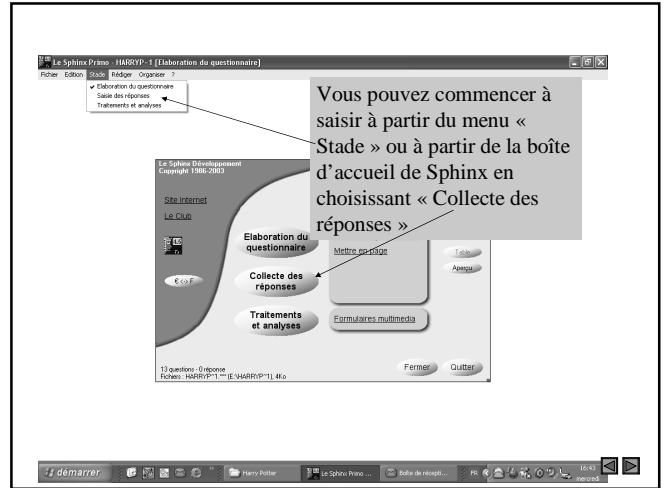 Le Sphinx Primo - HARRYP~1 [Elaboration du questionnaire]
Fichier Edition Stade Rédiger Organiser ?
Elaboration du questionnaire
Saisie des réponses
Traitements et analyses
Vous pouvez commencer à
saisir à partir du menu «
Stade » ou à partir de la boîte
d’accueil de Sphinx en
choisissant « Collecte des
réponses »
Le Sphinx Développement
Copyright 1986-2003
Site internet
Le Club
€ <> F
Elaboration du
questionnaire
Collecte des
réponses
Traitements
et analyses
Mettre en page
Formulaires multimedia
Table
Aperçu
13 questions - 0 réponse
Fichiers : HARRYP~1.*** (E:\HARRYP~1), 4Ko
Fermer
Quitter
démarrer
Harry Potter
Le Sphinx Primo ...
Boîte de récepti...
FR
16:43
mercredi